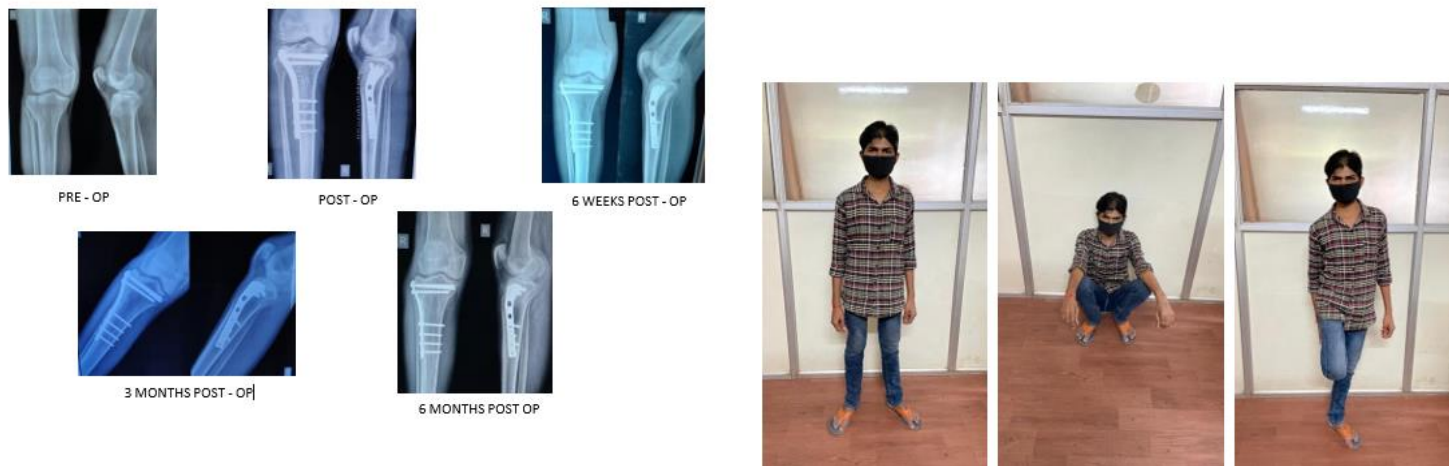 PRE - OP
POST - OP
6 WEEKS POST - OP
3 MONTHS POST - OP
6 MONTHS POST OP